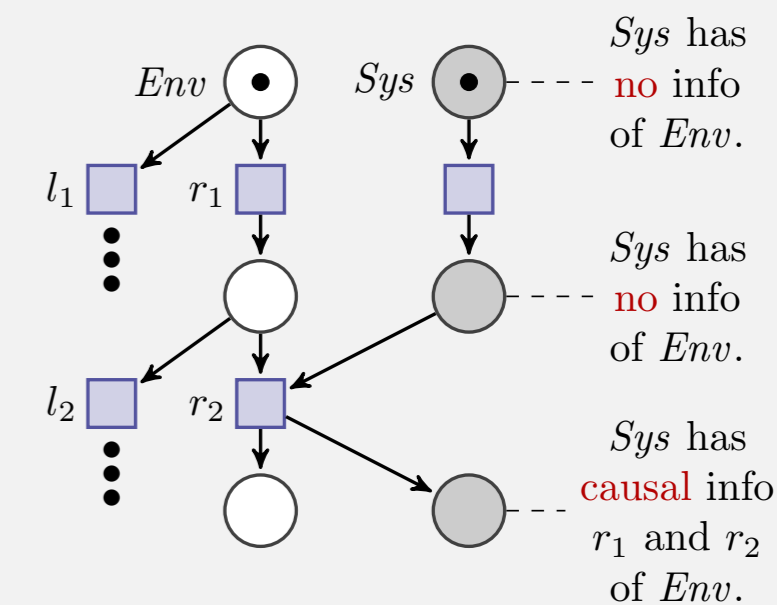 Env
Sys
Sys has
no info
of Env.
l₁
r₁
Sys has
no info
of Env.
l₂
r₂
Sys has
causal info
r₁ and r₂
of Env.